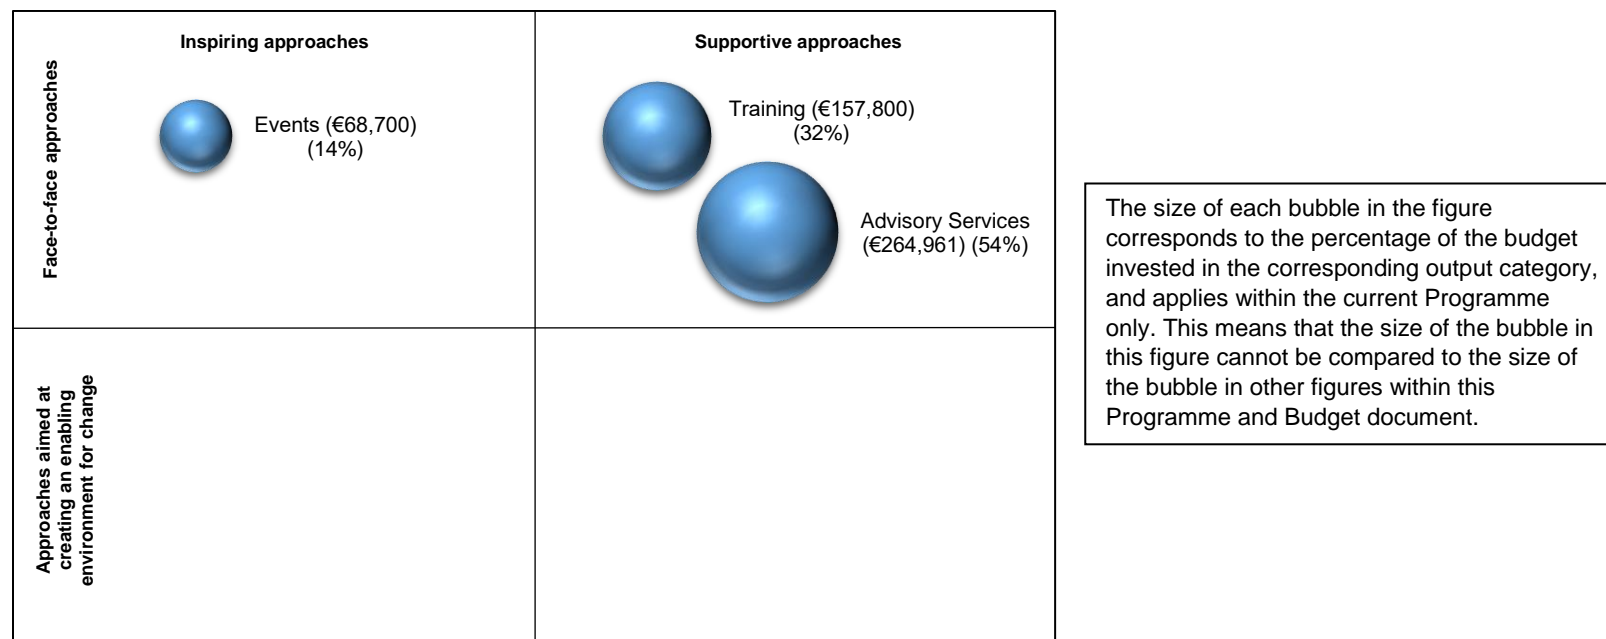 Inspiring approaches
Supportive approaches
Face-to-face approaches
Events (€68,700)
(14%)
Training (€157,800)
(32%)
Advisory Services
(€264,961) (54%)
Approaches aimed at
creating an enabling
environment for change
The size of each bubble in the figure
corresponds to the percentage of the budget
invested in the corresponding output category,
and applies within the current Programme
only. This means that the size of the bubble in
this figure cannot be compared to the size of
the bubble in other figures within this
Programme and Budget document.